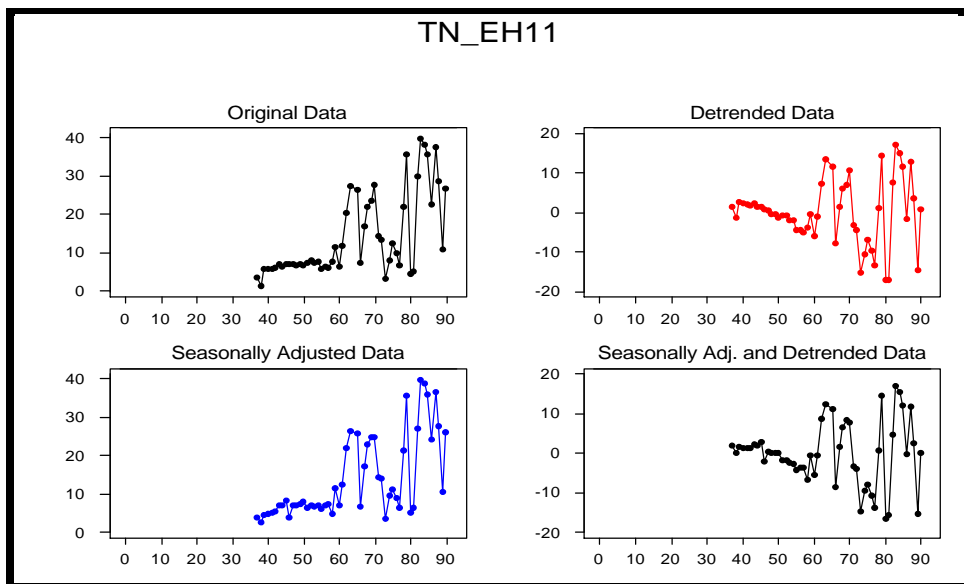 TN_EH11
Original Data
40
30
20
10
0
0 10 20 30 40 50 60 70 80 90
Detrended Data
20
10
0
-10
-20
0 10 20 30 40 50 60 70 80 90
Seasonally Adjusted Data
40
30
20
10
0
0 10 20 30 40 50 60 70 80 90
Seasonally Adj. and Detrended Data
20
10
0
-10
-20
0 10 20 30 40 50 60 70 80 90